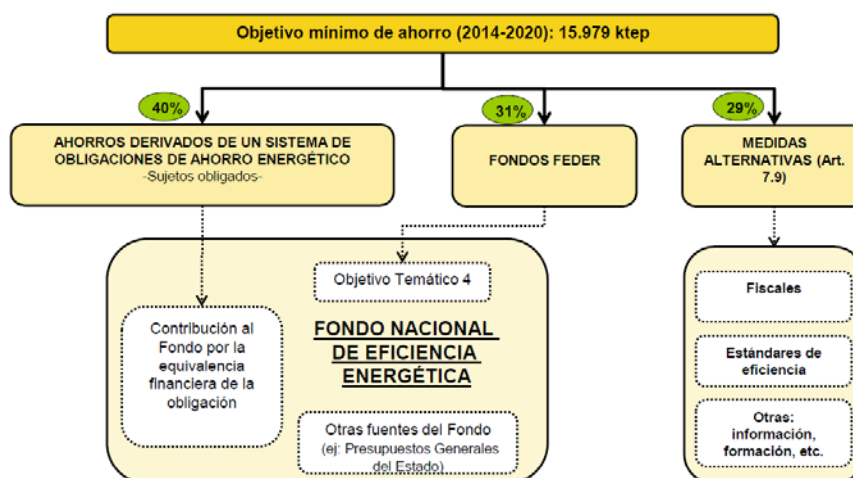 Objetivo mínimo de ahorro (2014-2020): 15.979 ktep
40%
31%
29%
AHORROS DERIVADOS DE UN SISTEMA DE
OBLIGACIONES DE AHORRO ENERGÉTICO
-Sujetos obligados-
FONDOS FEDER
MEDIDAS
ALTERNATIVAS (Art.
7.9)
Contribución al
Fondo por la
equivalencia
financiera de la
obligación
Objetivo Temático 4
FONDO NACIONAL
DE EFICIENCIA
ENERGÉTICA
Otras fuentes del Fondo
(ej: Presupuestos Generales
del Estado)
Fiscales
Estándares de
eficiencia
Otras:
información,
formación, etc.